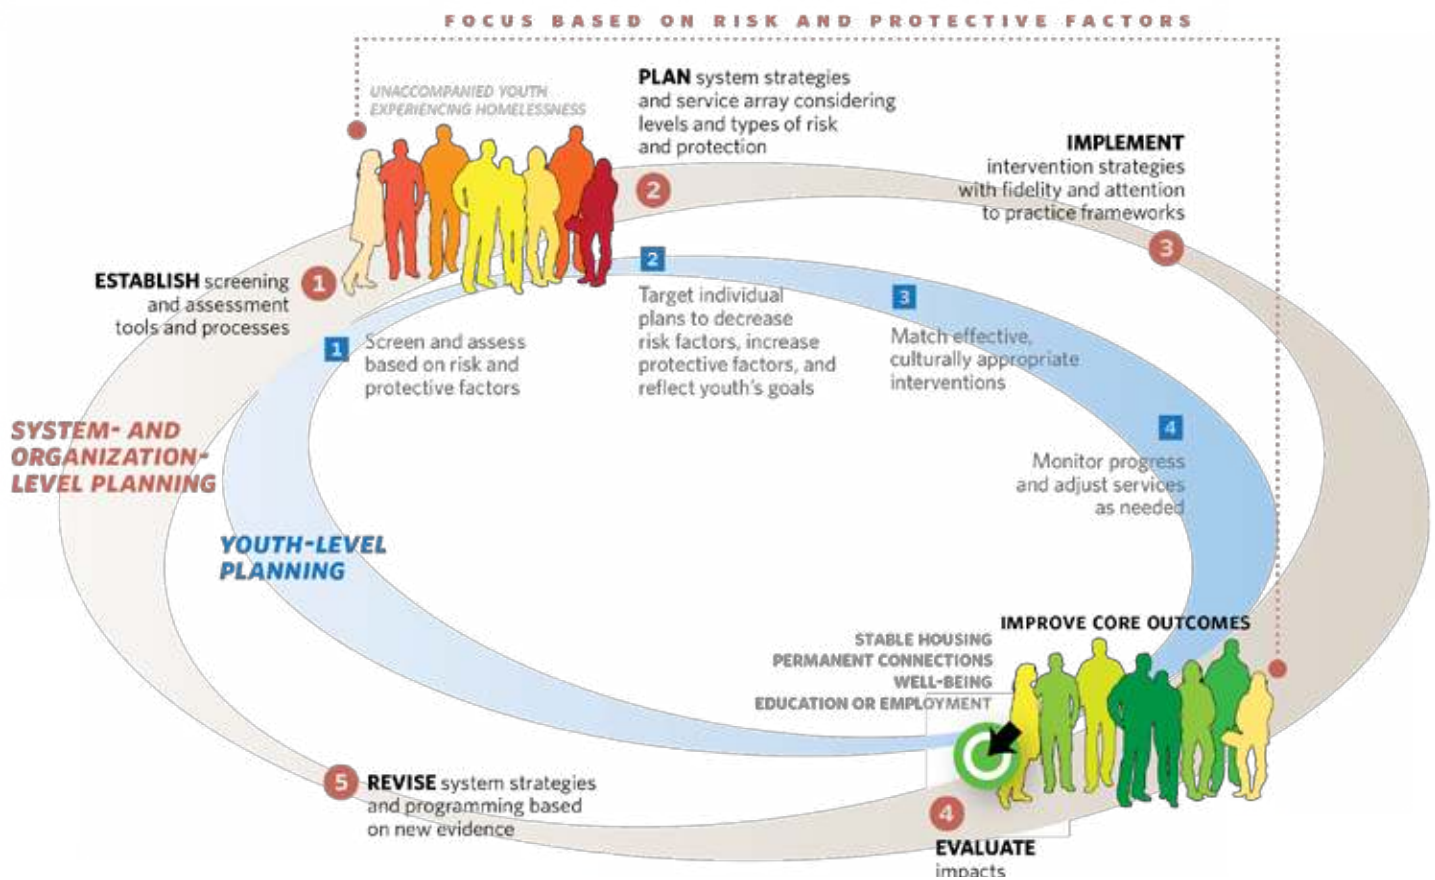 FOCUS BASED ON RISK AND PROTECTIVE FACTORS
UNACCOMPANIED YOUTH
EXPERIENCING HOMELESSNESS
1
ESTABLISH screening
and assessment
tools and processes
2
PLAN system strategies
and service array considering
levels and types of risk
and protection
3
IMPLEMENT
intervention strategies
with fidelity and attention
to practice frameworks
1
Screen and assess
based on risk and
protective factors
2
Target individual
plans to decrease
risk factors, increase
protective factors, and
reflect youth's goals
3
Match effective,
culturally appropriate
interventions
4
Monitor progress
and adjust services
as needed
SYSTEM- AND
ORGANIZATION-
LEVEL PLANNING
YOUTH-LEVEL
PLANNING
IMPROVE CORE OUTCOMES
STABLE HOUSING
PERMANENT CONNECTIONS
WELL-BEING
EDUCATION OR EMPLOYMENT
4
EVALUATE
impacts
5
REVISE system strategies
and programming based
on new evidence